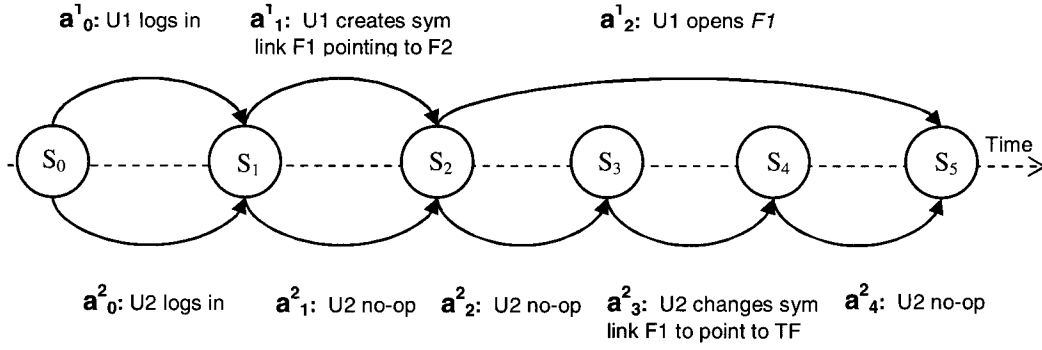 a¹₀: U1 logs in
a¹₁: U1 creates sym
link F1 pointing to F2
a¹₂: U1 opens F1
S₀
S₁
S₂
S₃
S₄
S₅
Time
a²₀: U2 logs in
a²₁: U2 no-op
a²₂: U2 no-op
a²₃: U2 changes sym
link F1 to point to TF
a²₄: U2 no-op